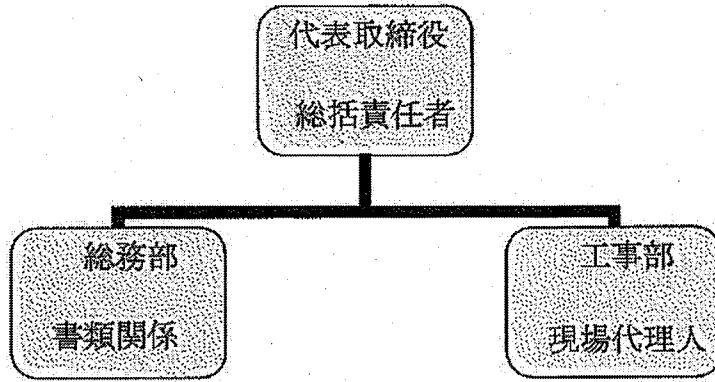 代表取締役
総括責任者
総務部
書類関係
工事部
現場代理人